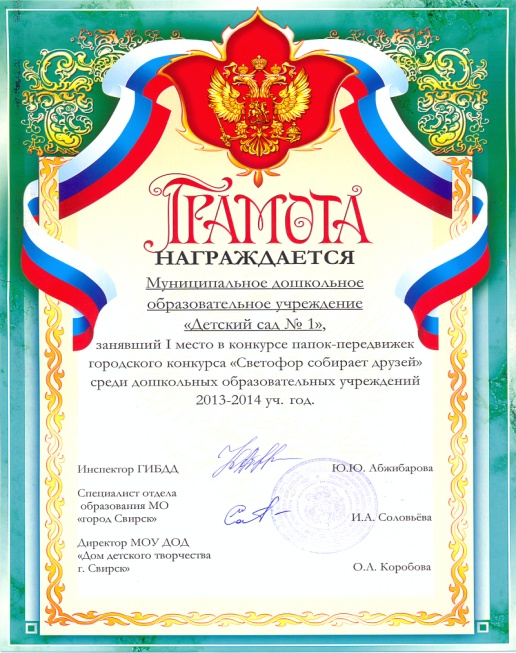 ГРАМОТА
НАГРАЖДАЕТСЯ
Муниципальное дошкольное
образовательное учреждение
«Детский сад № 1»,
занявший I место в конкурсе папок-передвижек
городского конкурса «Светофор собирает друзей»
среди дошкольных образовательных учреждений
2013-2014 уч. год.
Инспектор ГИБДД Ю.Ю. Абжибарова
Специалист отдела
образования МО
«город Свирск» И.А. Соловьёва
Директор МОУ ДОД
«Дом детского творчества
г. Свирск» О.А. Коробова